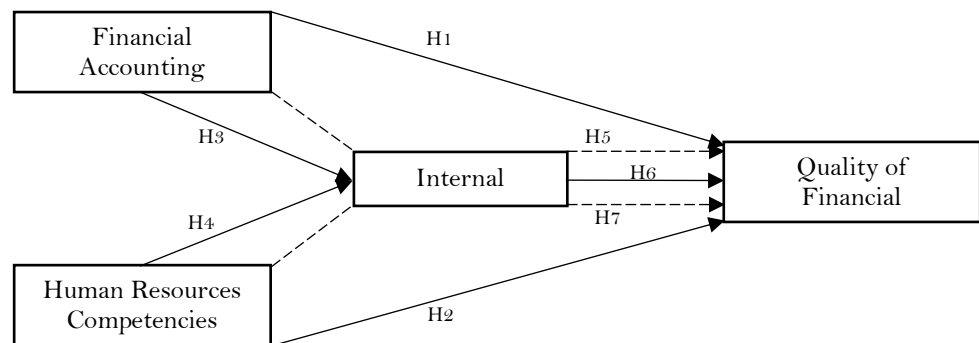 Financial
Accounting
H1
H3
H5
Internal
H6
Quality of
Financial
H4
H7
Human Resources
Competencies
H2